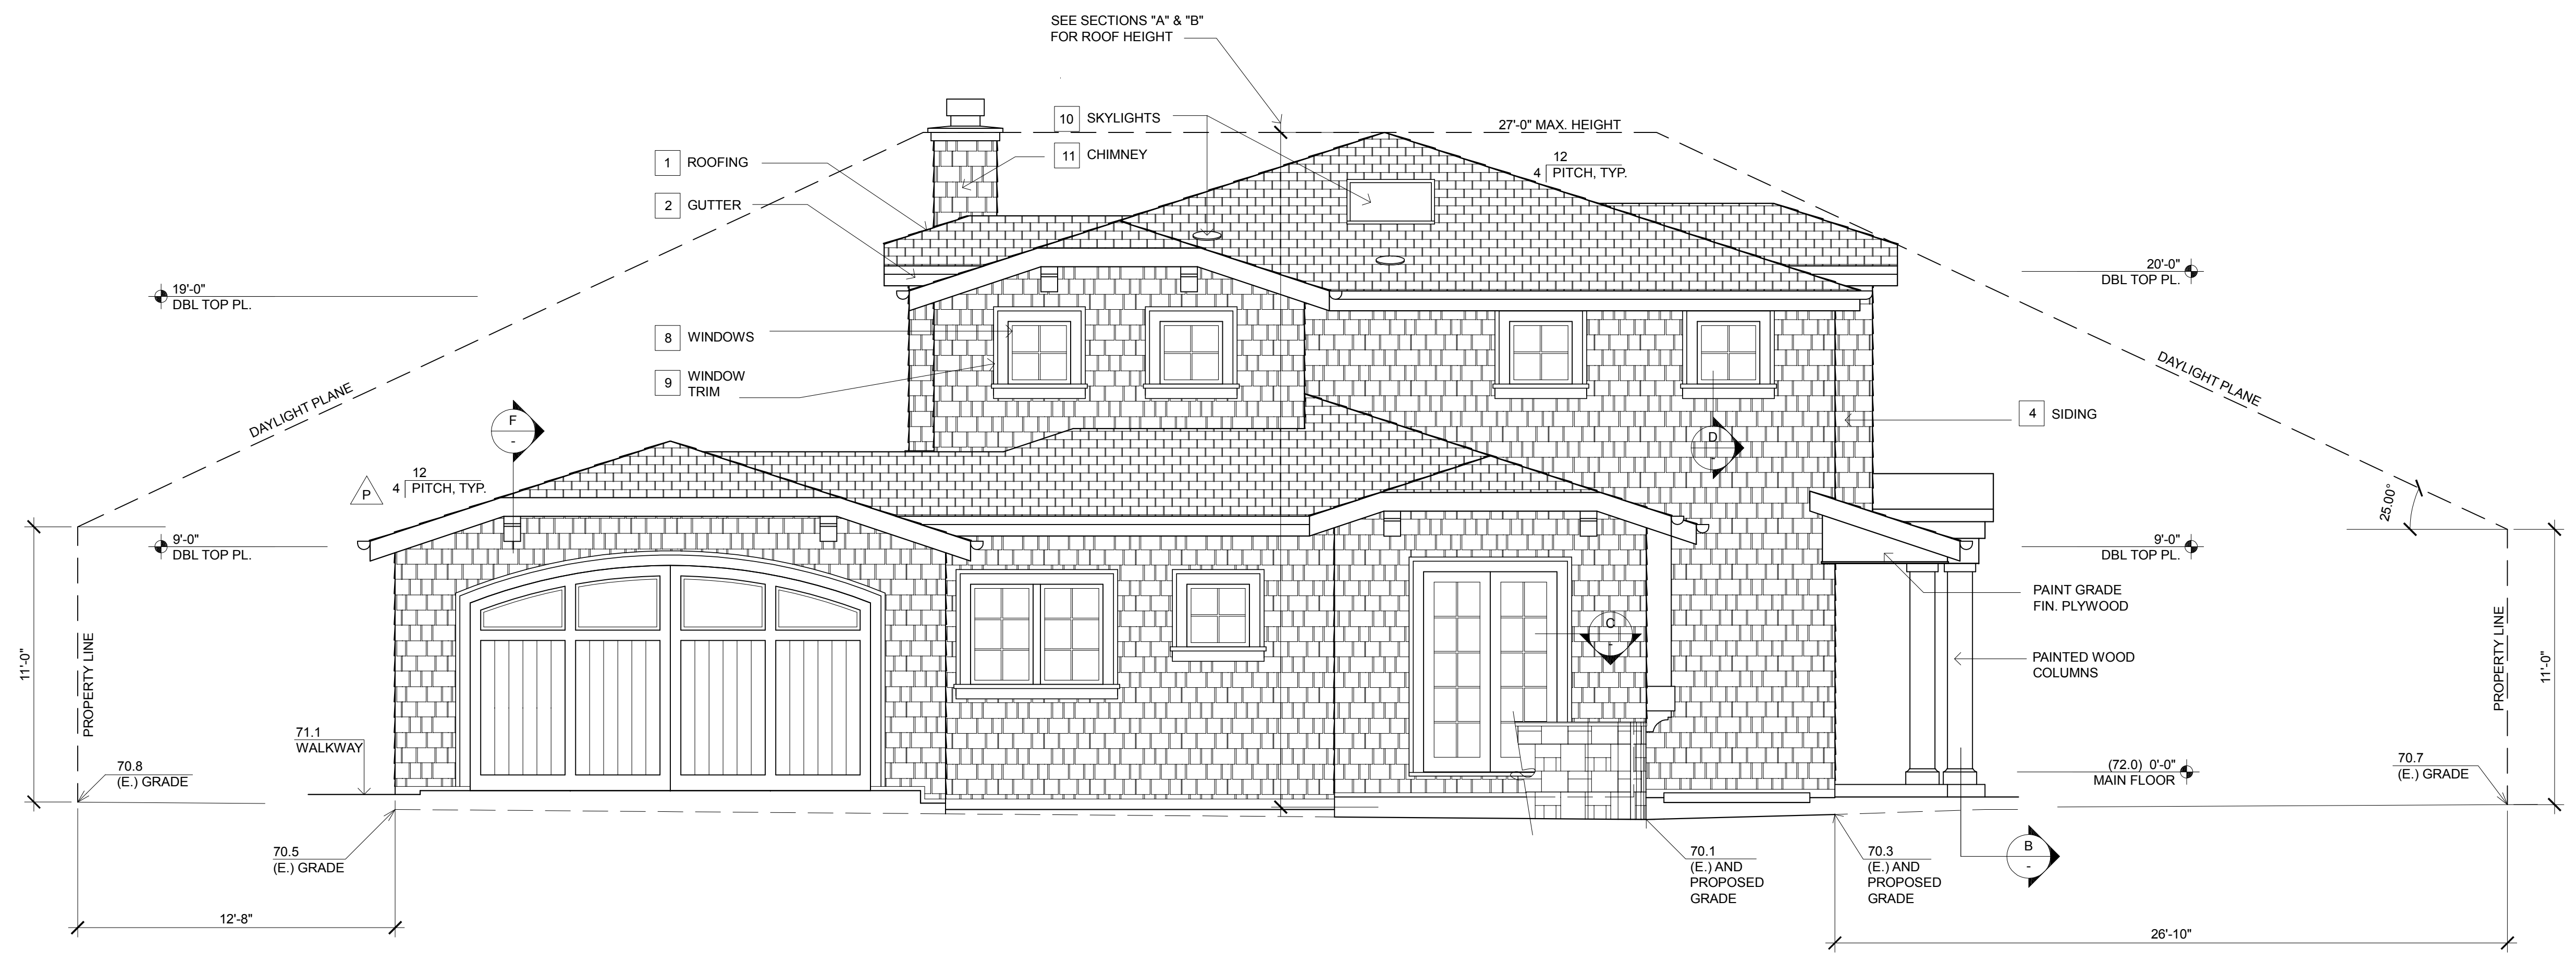 SEE SECTIONS "A" & "B"
FOR ROOF HEIGHT
10 SKYLIGHTS
11 CHIMNEY
27'-0" MAX. HEIGHT
1 ROOFING
12
4 PITCH, TYP.
2 GUTTER
19'-0"
DBL TOP PL.
20'-0"
DBL TOP PL.
8 WINDOWS
9 WINDOW
TRIM
DAYLIGHT PLANE
DAYLIGHT PLANE
4 SIDING
F
-
D
-
P
12
4 PITCH, TYP.
25.00°
9'-0"
DBL TOP PL.
9'-0"
DBL TOP PL.
PAINT GRADE
FIN. PLYWOOD
C
-
11'-0"
PROPERTY LINE
PAINTED WOOD
COLUMNS
PROPERTY LINE
11'-0"
71.1
WALKWAY
70.8
(E.) GRADE
(72.0) 0'-0"
MAIN FLOOR
70.7
(E.) GRADE
70.5
(E.) GRADE
70.1
(E.) AND
PROPOSED
GRADE
70.3
(E.) AND
PROPOSED
GRADE
B
-
12'-8"
26'-10"